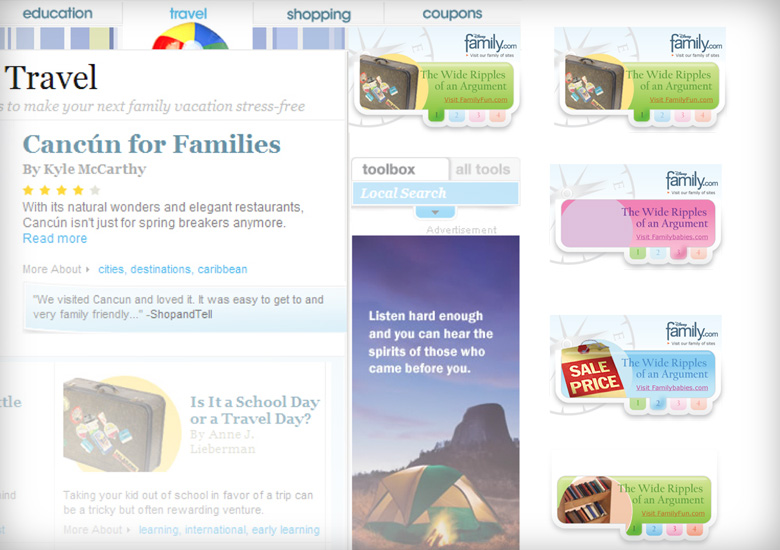 education
travel
shopping
coupons
Travel
s to make your next family vacation stress-free
Cancún for Families
By Kyle McCarthy
With its natural wonders and elegant restaurants,
Cancún isn't just for spring breakers anymore.
Read more
More About
cities, destinations, caribbean
"We visited Cancun and loved it. It was easy to get to and
very family friendly..." -ShopandTell
ttle
Is It a School Day
or a Travel Day?
By Anne J.
Lieberman
Taking your kid out of school in favor of a trip can
be a tricky but often rewarding venture.
More About
learning, international, early learning
Disney
family.com
Visit our family of sites
The Wide Ripples
of an Argument
Visit FamilyFun.com
1 2 3 4
toolbox
all tools
Local Search
Advertisement
Listen hard enough
and you can hear the
spirits of those who
came before you.
Disney
family.com
Visit our family of sites
The Wide Ripples
of an Argument
Visit FamilyFun.com
1 2 3 4
Disney
family.com
Visit our family of sites
The Wide Ripples
of an Argument
Visit Familybabies.com
1 2 3 4
Disney
family.com
Visit our family of sites
SALE
PRICE
The Wide Ripples
of an Argument
Visit Familybabies.com
1 2 3 4
The Wide Ripples
of an Argument
Visit FamilyFun.com
1 2 3 4